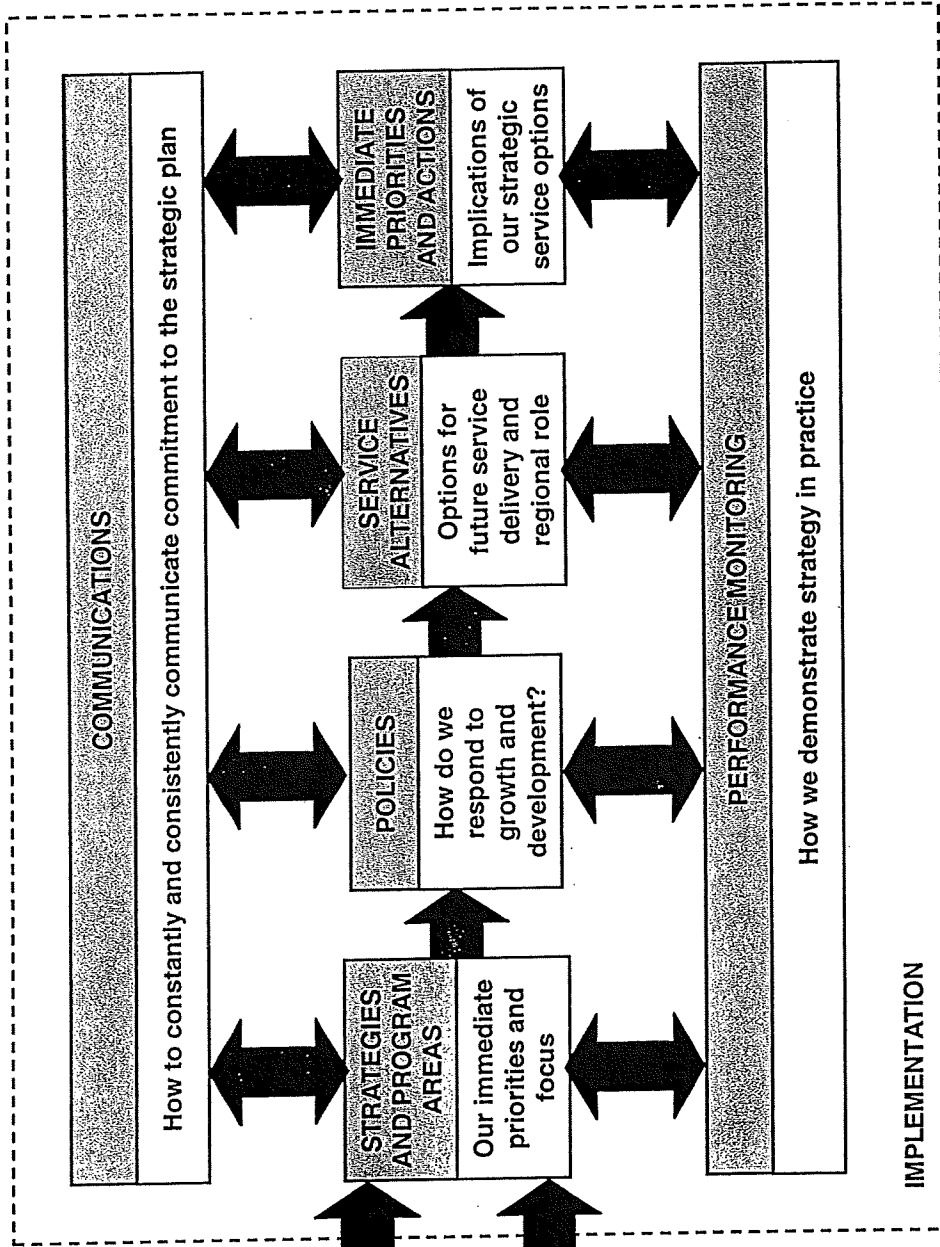 COMMUNICATIONS
How to constantly and consistently communicate commitment to the strategic plan
STRATEGIES
AND PROGRAM
AREAS
Our immediate
priorities and
focus
POLICIES
How do we
respond to
growth and
development?
SERVICE
ALTERNATIVES
Options for
future service
delivery and
regional role
IMMEDIATE
PRIORITIES
AND ACTIONS
Implications of
our strategic
service options
PERFORMANCE MONITORING
How we demonstrate strategy in practice
IMPLEMENTATION